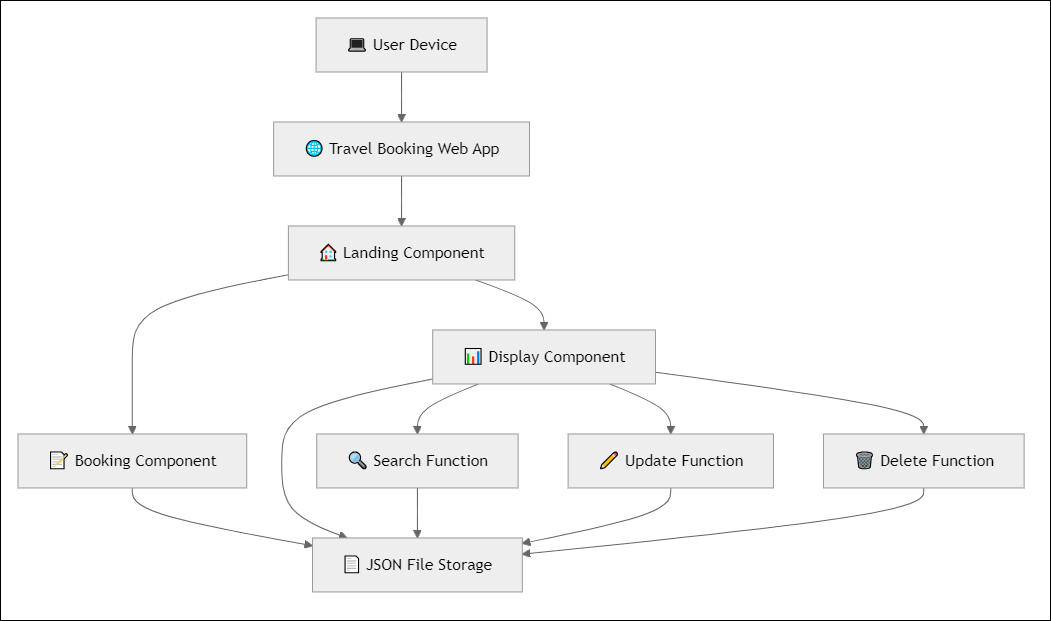 User Device
Travel Booking Web App
Landing Component
Display Component
Booking Component
Search Function
Update Function
Delete Function
JSON File Storage